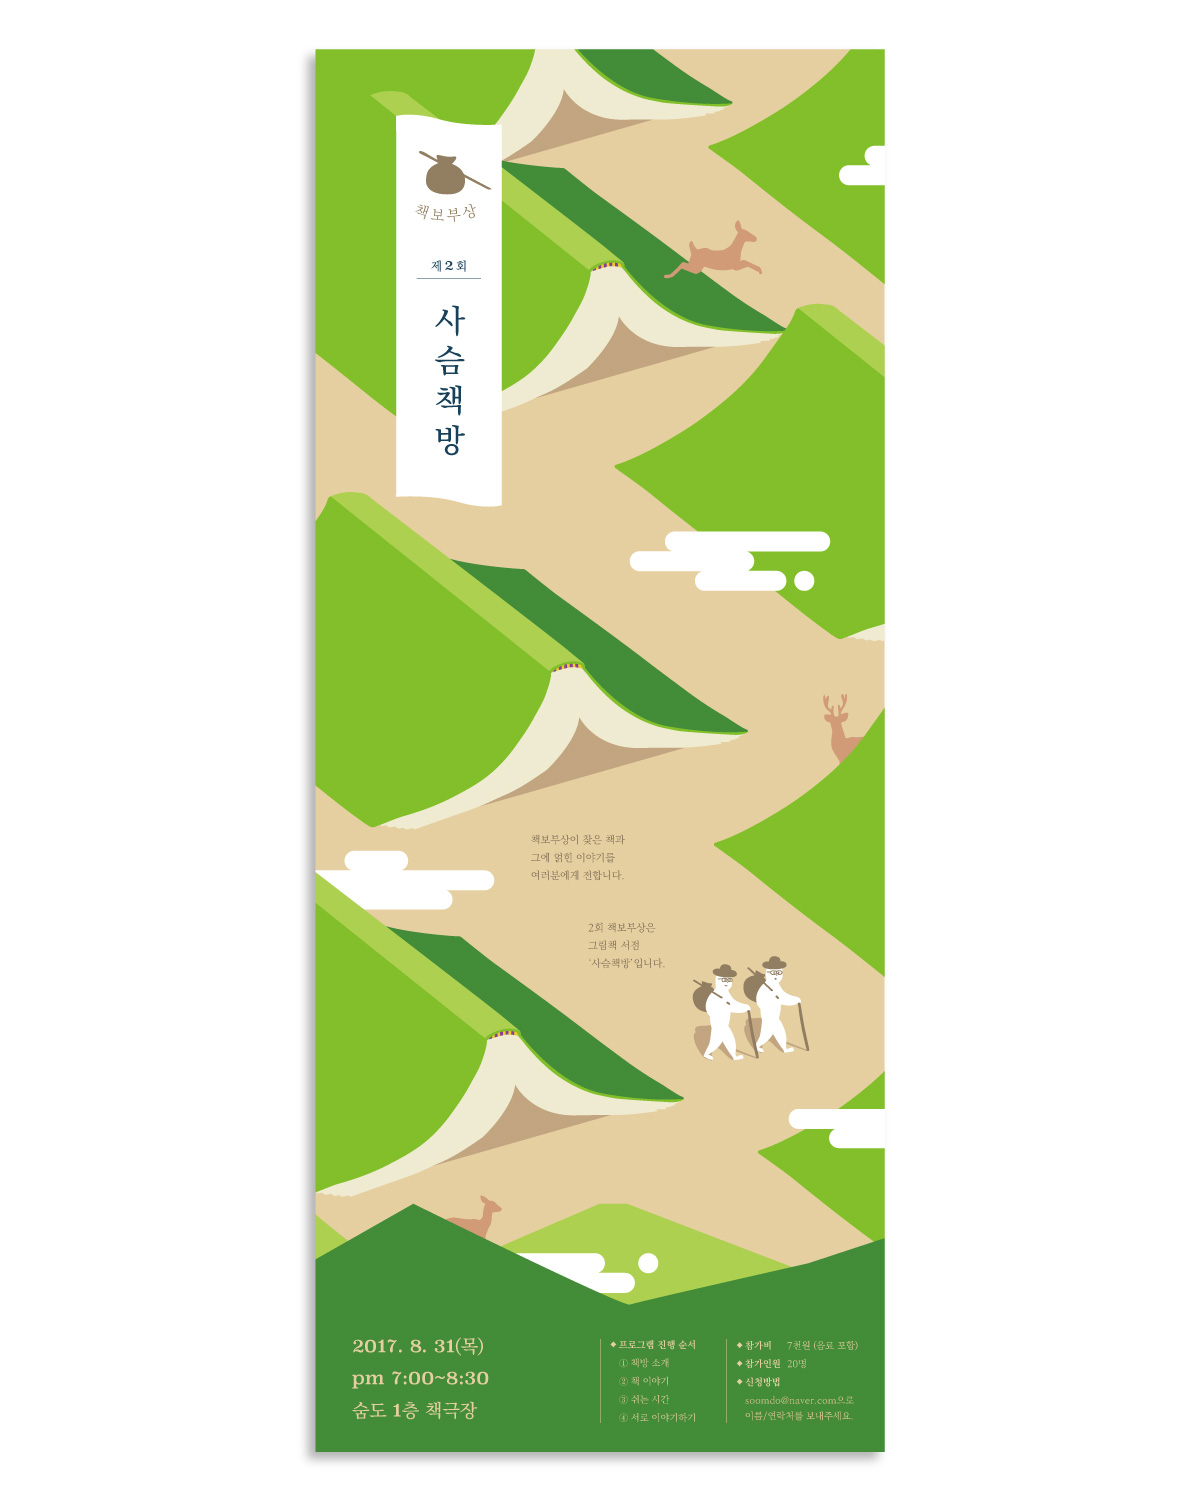 책보부상
제2회
사슴책방
책보부상이 찾은 책과
그에 얽힌 이야기를
여러분에게 전합니다.
2회 책보부상은
그림책 서점
'사슴책방'입니다.
2017. 8. 31(목)
pm 7:00~8:30
숨도 1층 책극장
◆ 프로그램 진행 순서
① 책방 소개
② 책 이야기
③ 쉬는 시간
④ 서로 이야기하기
◆ 참가비 7천원 (음료 포함)
◆ 참가인원 20명
◆ 신청방법
soomdo@naver.com으로
이름/연락처를 보내주세요.